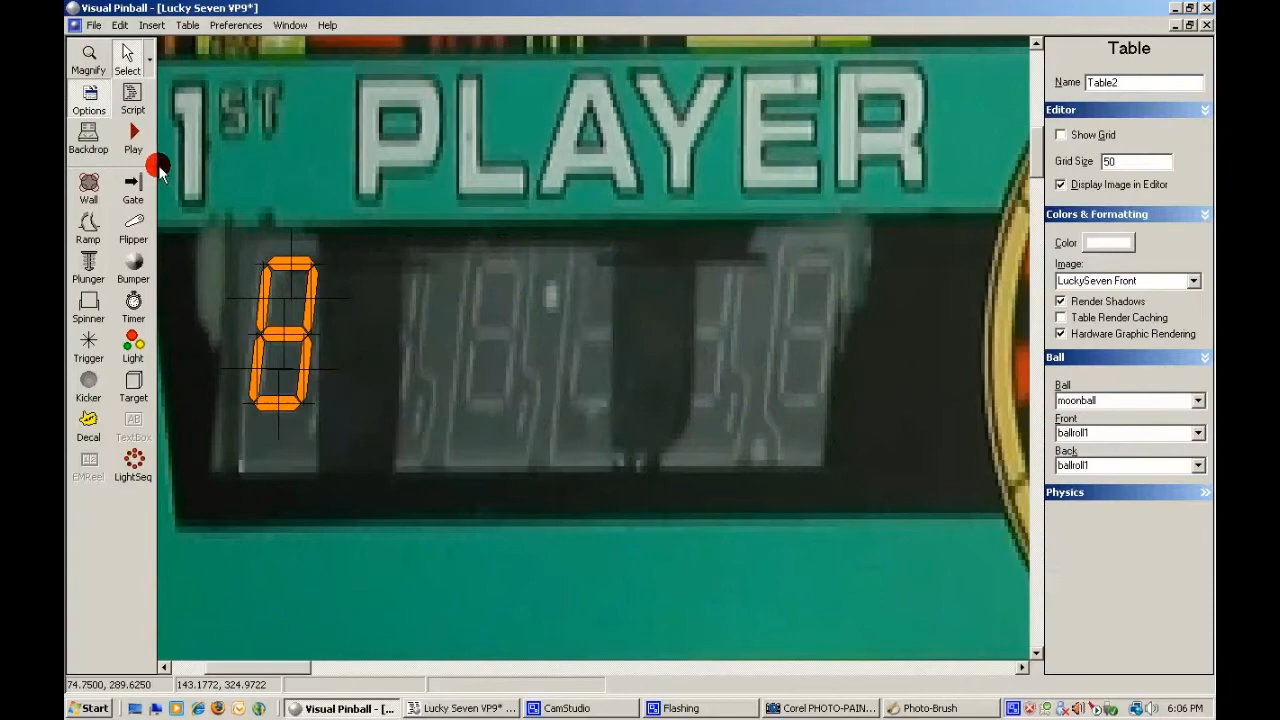 Visual Pinball - [Lucky Seven VP9*]
File Edit Insert Table Preferences Window Help
Magnify Select
Options Script
Backdrop Play
Wall Gate
Ramp Flipper
Plunger Bumper
Spinner Timer
Trigger Light
Kicker Target
Decal TextBox
EMReel LightSeq
1ST PLAYER
8
Table
Name Table2
Editor
Show Grid
Grid Size 50
Display Image in Editor
Colors & Formatting
Color
Image:
LuckySeven Front
Render Shadows
Table Render Caching
Hardware Graphic Rendering
Ball
Ball
moonball
Front
ballroll1
Back
ballroll1
Physics
74.7500, 289.6250 143.1772, 324.9722
Start Visual Pinball - [... Lucky Seven VP9* ... CamStudio Flashing Corel PHOTO-PAIN... Photo-Brush 6:06 PM